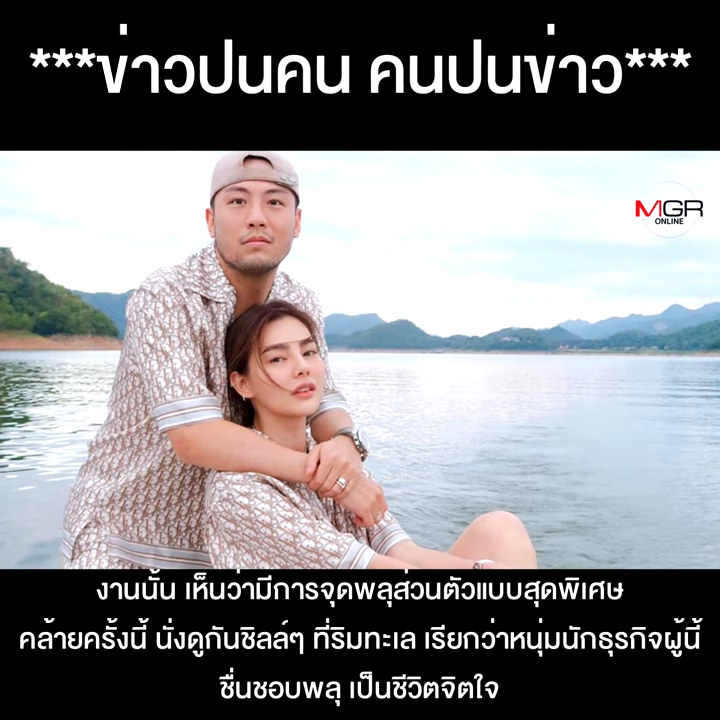 ***ข่าวปนคน คนปนข่าว***
MGR
ONLINE
งานนั้น เห็นว่ามีการจุดพลุส่วนตัวแบบสุดพิเศษ
คล้ายครั้งนี้ นั่งดูกันชิลล์ๆ ที่ริมทะเล เรียกว่าหนุ่มนักธุรกิจผู้นี้
ชื่นชอบพลุ เป็นชีวิตจิตใจ